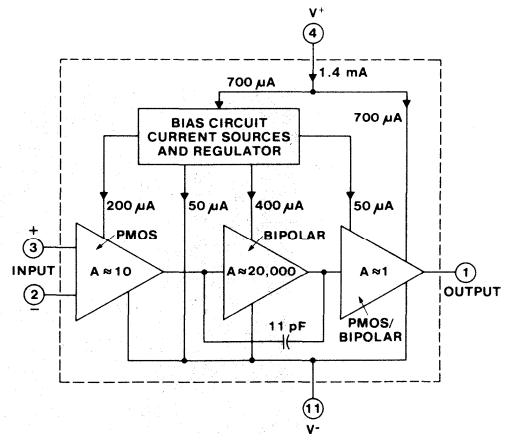 V+
4
1.4 mA
700 μA
700 μA
BIAS CIRCUIT
CURRENT SOURCES
AND REGULATOR
200 μA
50 μA
400 μA
50 μA
+
3
PMOS
BIPOLAR
INPUT
A ≈ 10
A ≈ 20,000
A ≈ 1
1
OUTPUT
2
−
11 pF
PMOS/
BIPOLAR
11
V-